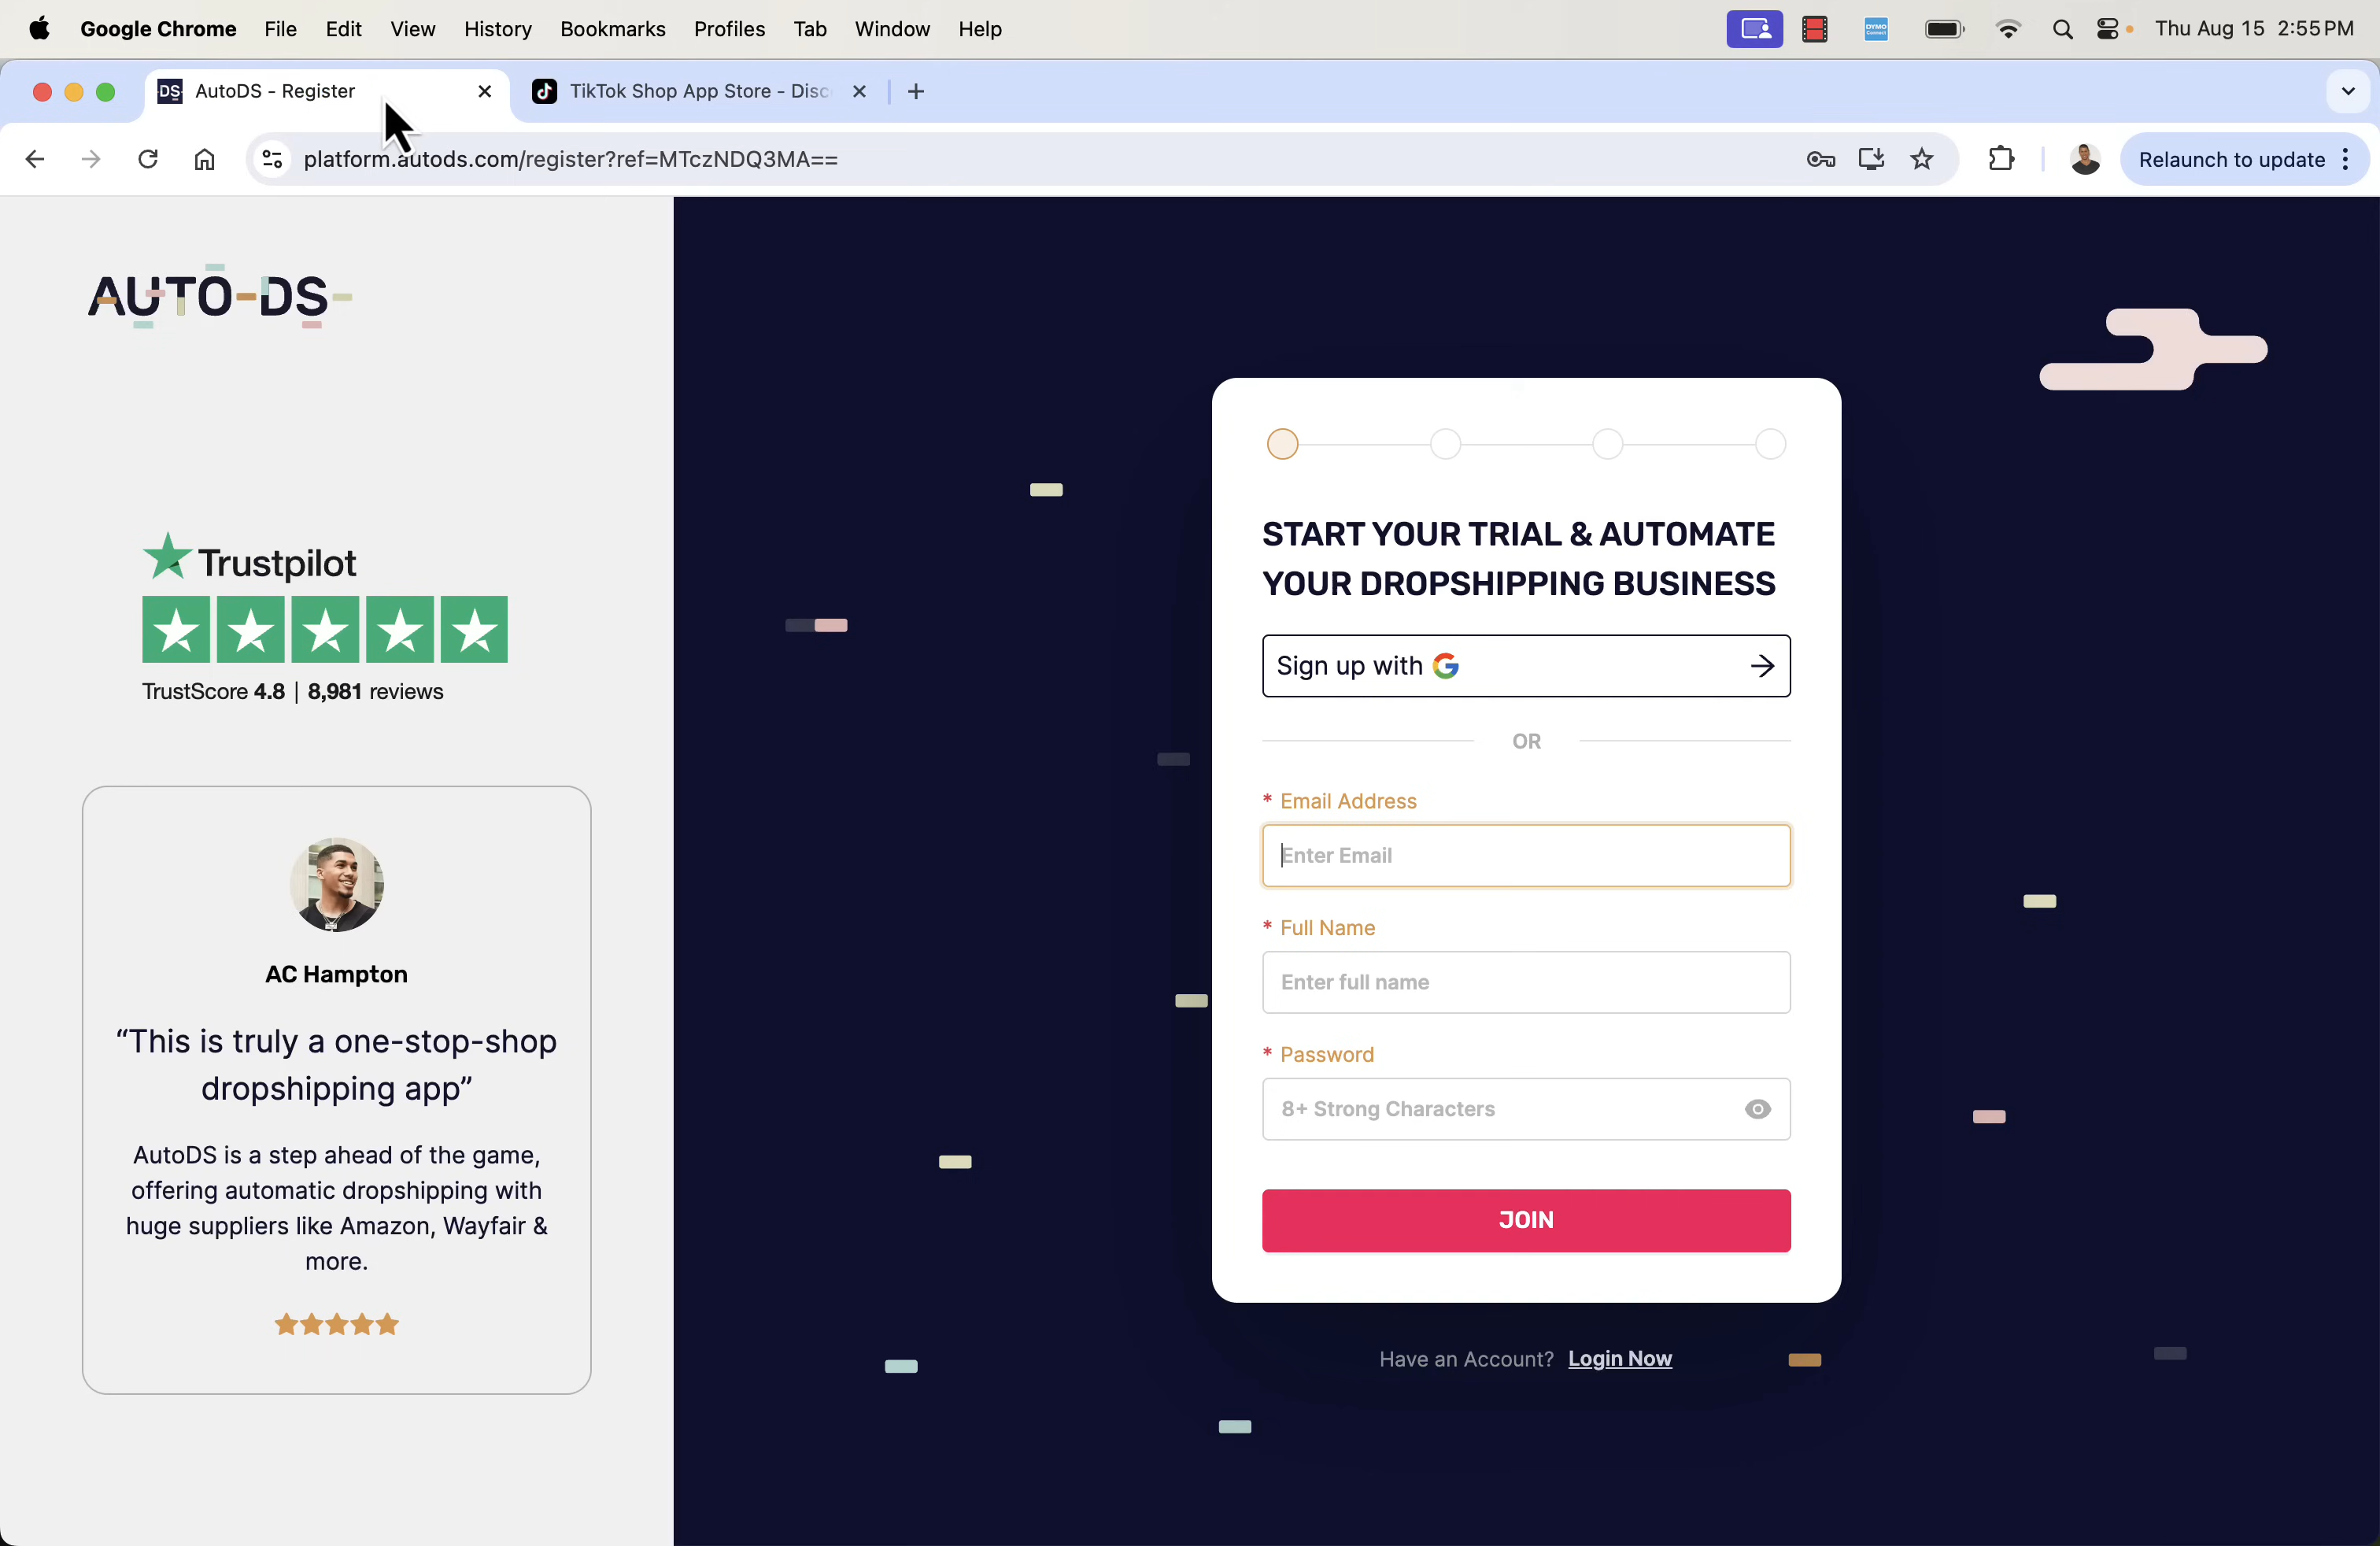 Google Chrome File Edit View History Bookmarks Profiles Tab Window Help
DYMO Connect
Thu Aug 15 2:55 PM
DS AutoDS - Register
TikTok Shop App Store - Disc
platform.autods.com/register?ref=MTczNDQ3MA==
Relaunch to update
AUTO-DS
Trustpilot
TrustScore 4.8 | 8,981 reviews
AC Hampton
“This is truly a one-stop-shop
dropshipping app”
AutoDS is a step ahead of the game,
offering automatic dropshipping with
huge suppliers like Amazon, Wayfair &
more.
START YOUR TRIAL & AUTOMATE
YOUR DROPSHIPPING BUSINESS
Sign up with G
OR
* Email Address
Enter Email
* Full Name
Enter full name
* Password
8+ Strong Characters
JOIN
Have an Account? Login Now